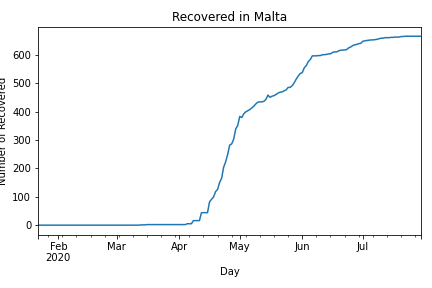 Recovered in Malta
Number of Recovered
600
500
400
300
200
100
0
Feb
2020
Mar
Apr
May
Jun
Jul
Day